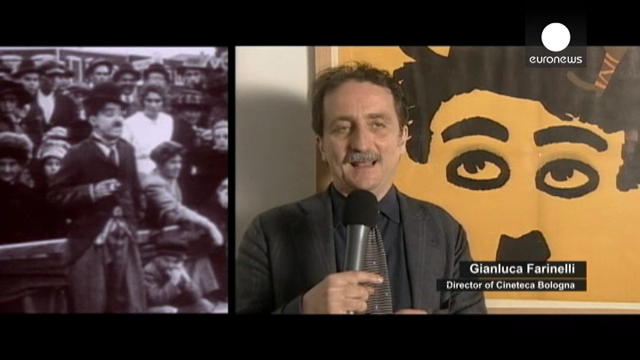 euronews
Gianluca Farinelli
Director of Cineteca Bologna